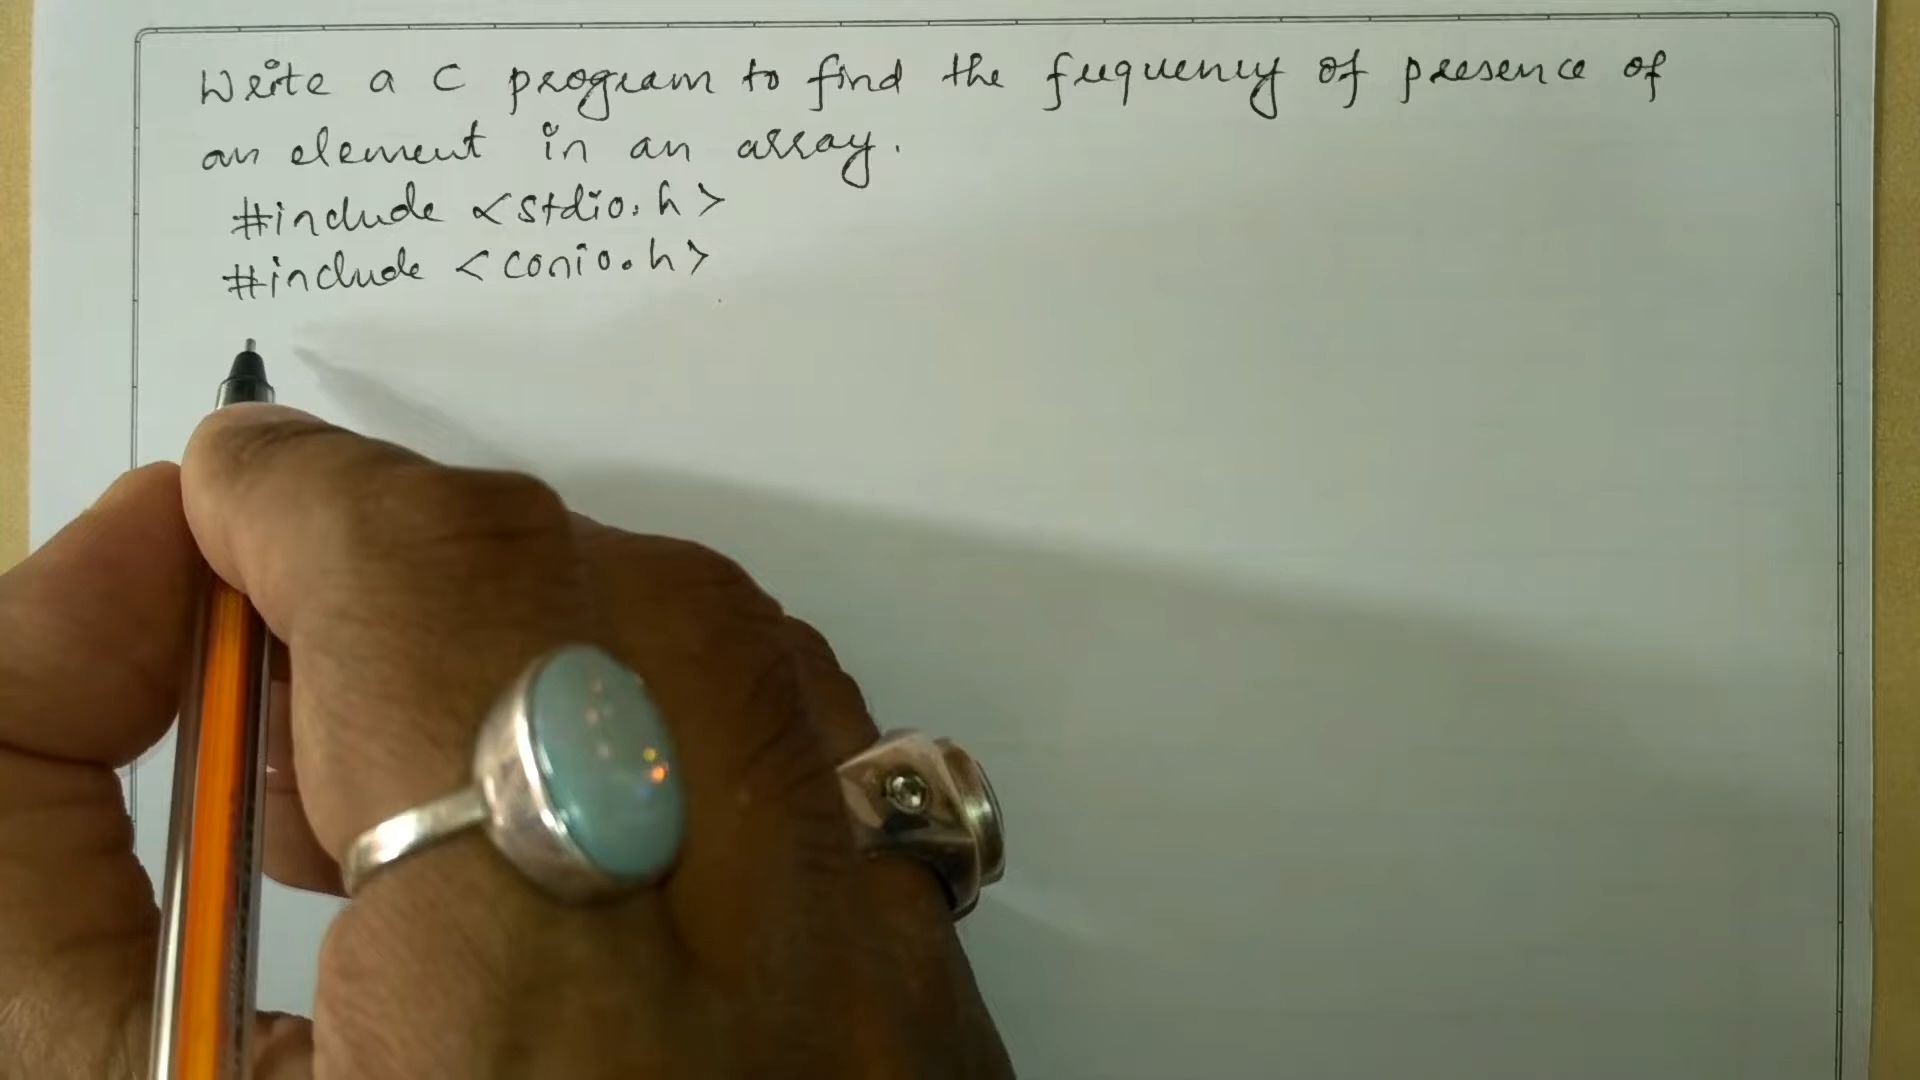 Write a C program to find the frequency of presence of
an element in an array.
#include <stdio.h>
#include <conio.h>